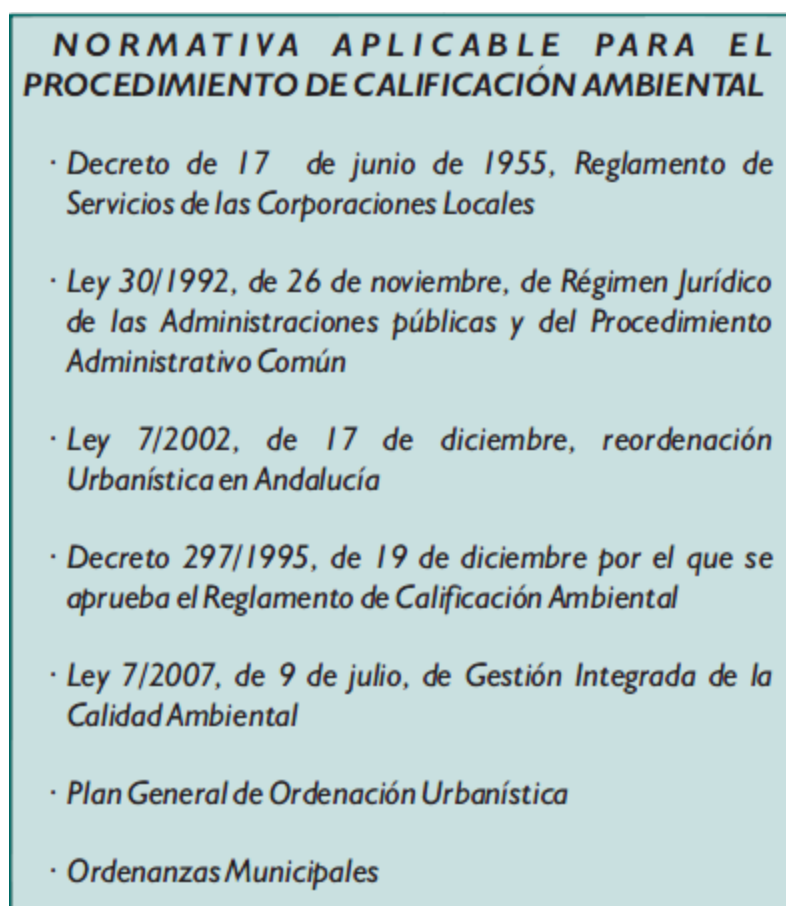 NORMATIVA APLICABLE PARA EL
PROCEDIMIENTO DE CALIFICACIÓN AMBIENTAL
· Decreto de 17 de junio de 1955, Reglamento de
Servicios de las Corporaciones Locales
· Ley 30/1992, de 26 de noviembre, de Régimen Jurídico
de las Administraciones públicas y del Procedimiento
Administrativo Común
· Ley 7/2002, de 17 de diciembre, reordenación
Urbanística en Andalucía
· Decreto 297/1995, de 19 de diciembre por el que se
aprueba el Reglamento de Calificación Ambiental
· Ley 7/2007, de 9 de julio, de Gestión Integrada de la
Calidad Ambiental
· Plan General de Ordenación Urbanística
· Ordenanzas Municipales